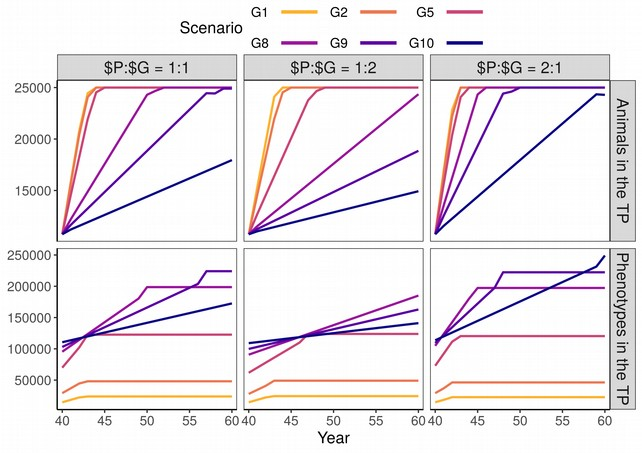 G1 G2 G5
Scenario
G8 G9 G10
$P:$G = 1:1 $P:$G = 1:2 $P:$G = 2:1
25000
20000
15000
Animals in the TP
250000
200000
150000
100000
50000
Phenotypes in the TP
40 45 50 55 60 40 45 50 55 60 40 45 50 55 60
Year